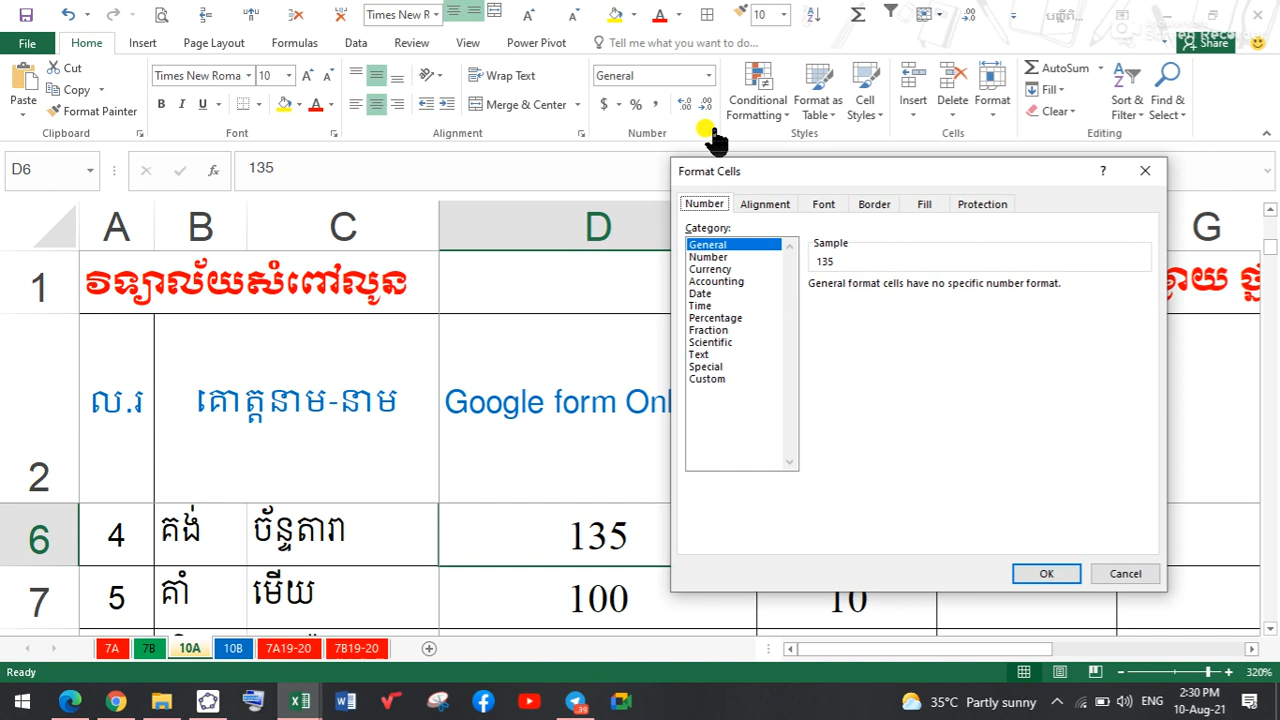 Times New R
10
Share
File
Home
Insert
Page Layout
Formulas
Data
Review
View
Power Pivot
Tell me what you want to do...
Paste
Cut
Copy
Format Painter
Clipboard
Times New Roma
10
B I U
Font
Wrap Text
Merge & Center
Alignment
General
$ % ,
Number
Conditional
Formatting
Format as
Table
Cell
Styles
Styles
Insert
Delete
Format
Cells
AutoSum
Fill
Clear
Sort &
Filter
Find &
Select
Editing
D6
fx
135
A B C D G
1 វិទ្យាល័យសំពៅលូន
2 ល.រ គោត្តនាម-នាម Google form Onl
6 4 គង់ ច័ន្ទតារា 135
7 5 គាំ មើយ 100 10
Format Cells
?
Number
Alignment
Font
Border
Fill
Protection
Category:
General
Number
Currency
Accounting
Date
Time
Percentage
Fraction
Scientific
Text
Special
Custom
Sample
135
General format cells have no specific number format.
OK
Cancel
7A
7B
10A
10B
7A19-20
7B19-20
Ready
320%
35°C Partly sunny
ENG
2:30 PM
10-Aug-21